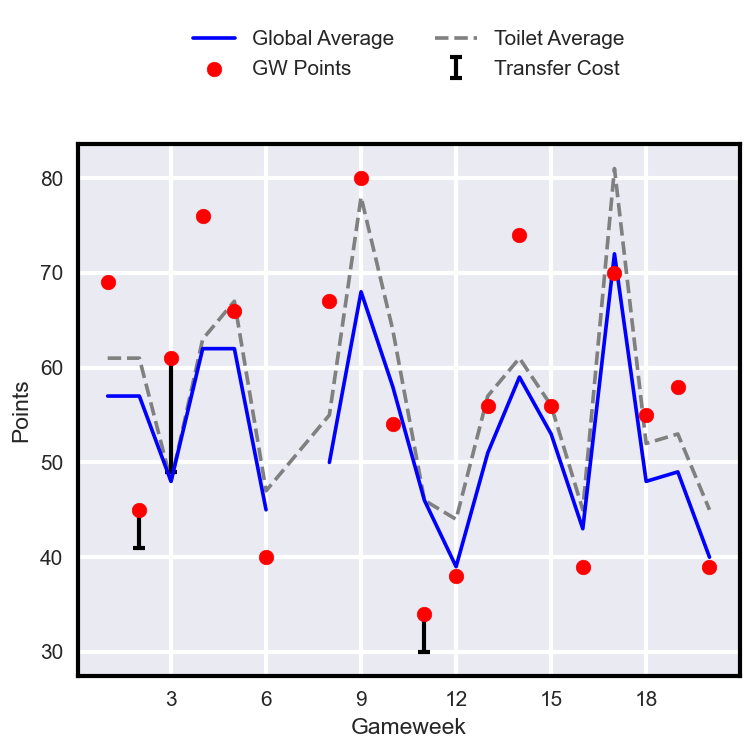 Global Average
Toilet Average
GW Points
Transfer Cost
80
70
60
50
40
30
Points
3 6 9 12 15 18
Gameweek